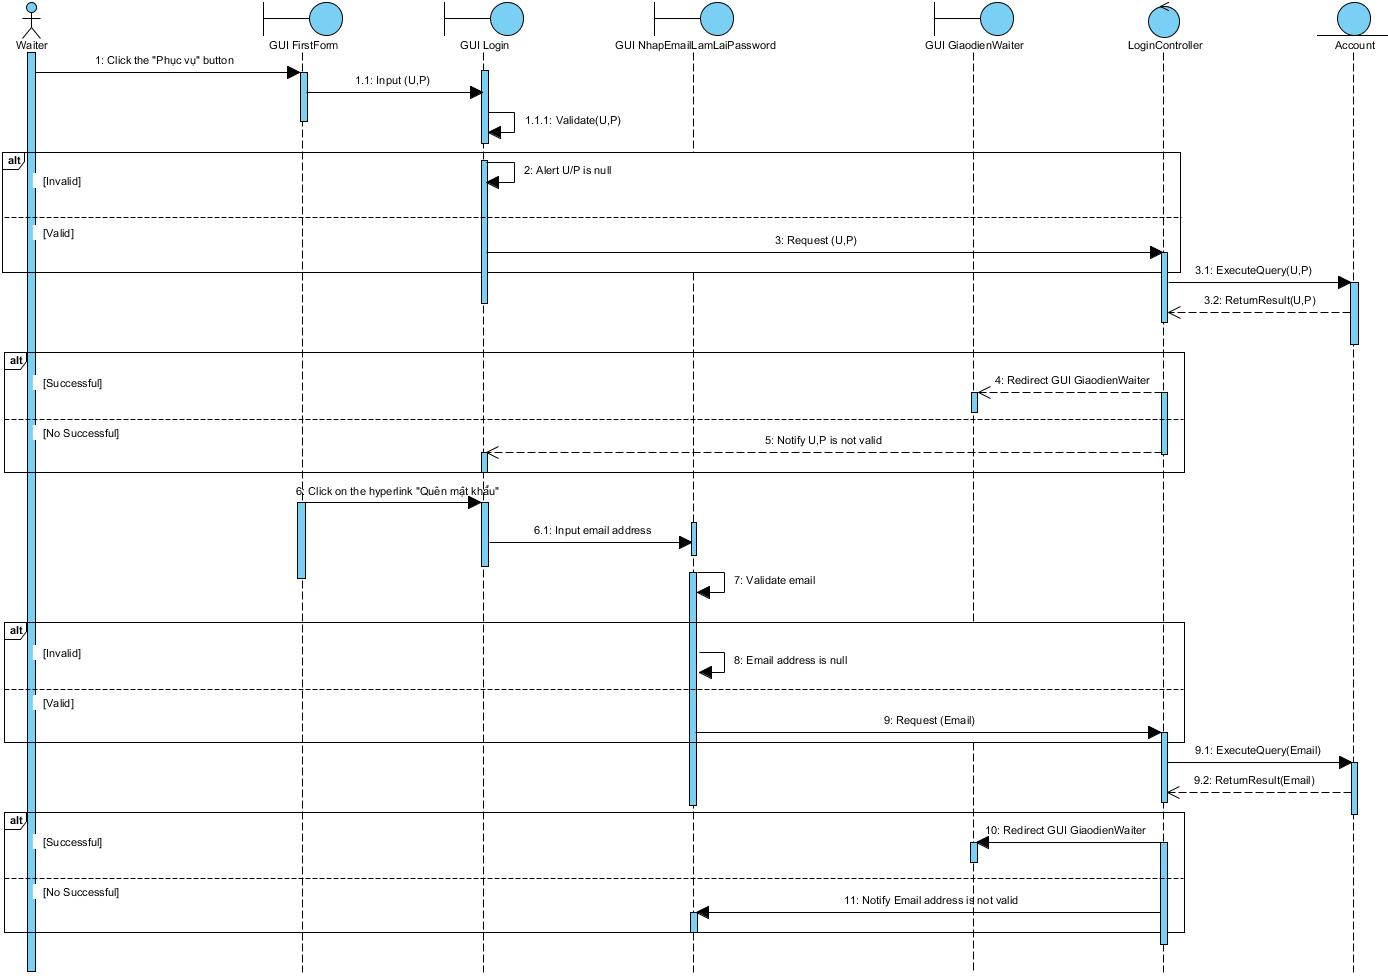 Waiter
GUI FirstForm
GUI Login
GUI NhapEmailLamLaiPassword
GUI GiaodienWaiter
LoginController
Account
1: Click the "Phục vụ" button
1.1: Input (U,P)
1.1.1: Validate(U,P)
alt
2: Alert U/P is null
[Invalid]
[Valid]
3: Request (U,P)
3.1: ExecuteQuery(U,P)
3.2: ReturnResult(U,P)
alt
[Successful]
4: Redirect GUI GiaodienWaiter
[No Successful]
5: Notify U,P is not valid
6: Click on the hyperlink "Quên mật khẩu"
6.1: Input email address
7: Validate email
alt
[Invalid]
8: Email address is null
[Valid]
9: Request (Email)
9.1: ExecuteQuery(Email)
9.2: ReturnResult(Email)
alt
10: Redirect GUI GiaodienWaiter
[Successful]
[No Successful]
11: Notify Email address is not valid